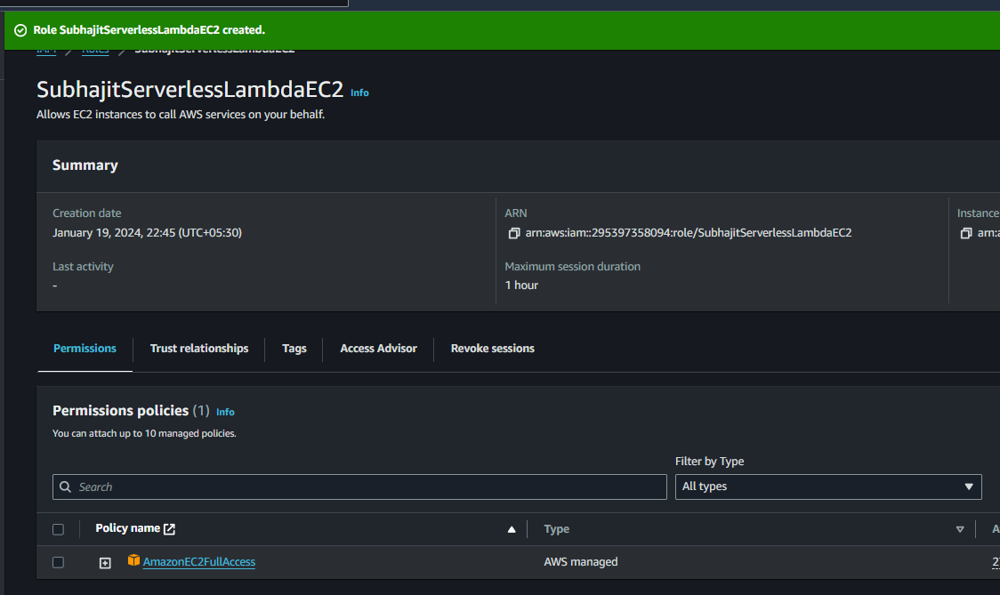 Role SubhajitServerlessLambdaEC2 created.
IAM / Roles / SubhajitServerlessLambdaEC2
SubhajitServerlessLambdaEC2 Info
Allows EC2 instances to call AWS services on your behalf.
Summary
Creation date
January 19, 2024, 22:45 (UTC+05:30)
ARN
arn:aws:iam::295397358094:role/SubhajitServerlessLambdaEC2
Instance
arn:a
Last activity
-
Maximum session duration
1 hour
Permissions
Trust relationships
Tags
Access Advisor
Revoke sessions
Permissions policies (1) Info
You can attach up to 10 managed policies.
Filter by Type
Search
All types
Policy name
Type
A
AmazonEC2FullAccess
AWS managed